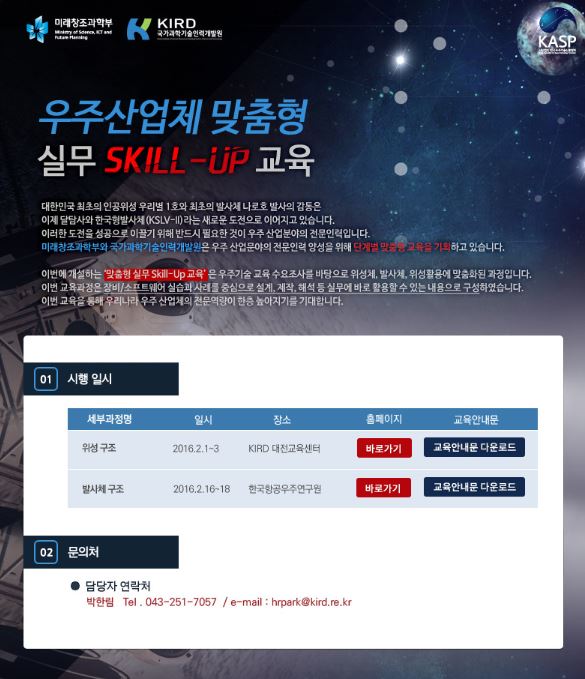 미래창조과학부
Ministry of Science, ICT and
Future Planning
KIRD
국가과학기술인력개발원
KASP
우주산업체 맞춤형
실무 SKILL-UP 교육
대한민국 최초의 인공위성 우리별 1호와 최초의 발사체 나로호 발사의 감동은
이제 달탐사와 한국형발사체(KSLV-II)라는 새로운 도전으로 이어지고 있습니다.
이러한 도전을 성공으로 이끌기 위해 반드시 필요한 것이 우주 산업분야의 전문인력입니다.
미래창조과학부와 국가과학기술인력개발원은 우주 산업분야의 전문인력 양성을 위해 단계별 맞춤형 교육을 기획하고 있습니다.
이번에 개설하는 '맞춤형 실무 Skill-Up 교육' 은 우주기술 교육 수요조사를 바탕으로 위성체, 발사체, 위성활용에 맞춤화된 과정입니다.
이번 교육과정은 장비/소프트웨어 실습과 사례를 중심으로 설계, 제작, 해석 등 실무에 바로 활용할 수 있는 내용으로 구성하였습니다.
이번 교육을 통해 우리나라 우주 산업체의 전문역량이 한층 높아지기를 기대합니다.
01 시행 일시
세부과정명 일시 장소 홈페이지 교육안내문
위성 구조 2016.2.1~3 KIRD 대전교육센터 바로가기 교육안내문 다운로드
발사체 구조 2016.2.16~18 한국항공우주연구원 바로가기 교육안내문 다운로드
02 문의처
● 담당자 연락처
박한림 Tel . 043-251-7057 / e-mail : hrpark@kird.re.kr